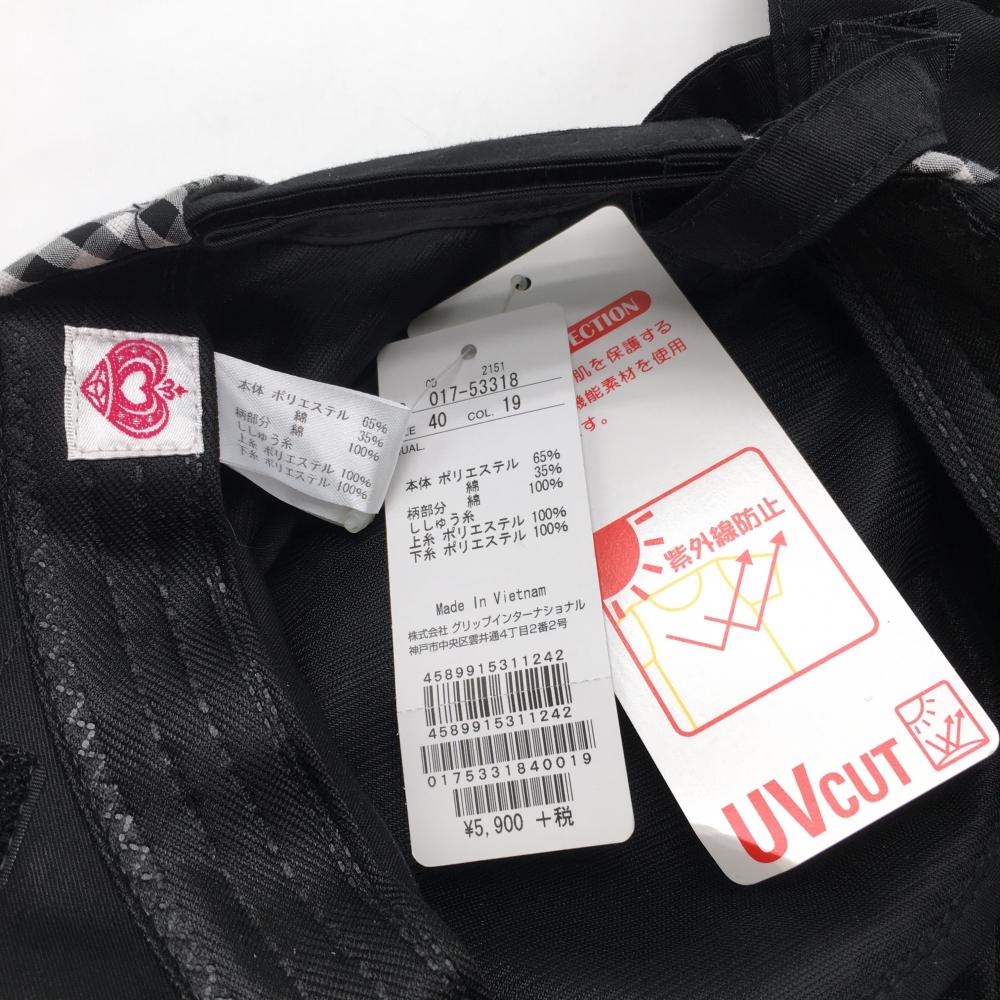 本体 ポリエステル 65%
綿 35%
柄部分 綿 100%
ししゅう糸
上糸 ポリエステル 100%
下糸 ポリエステル 100%
2151
017-53318
40 COL. 19
UAL.
本体 ポリエステル 65%
綿 35%
柄部分 綿 100%
ししゅう糸
上糸 ポリエステル 100%
下糸 ポリエステル 100%
Made In Vietnam
株式会社 グリップインターナショナル
神戸市中央区雲井通4丁目2番2号
4589915311242
4589915311242
0175331840019
¥5,900 +税
ECTION
肌を保護する
機能素材を使用
す。
紫外線防止
UVCUT